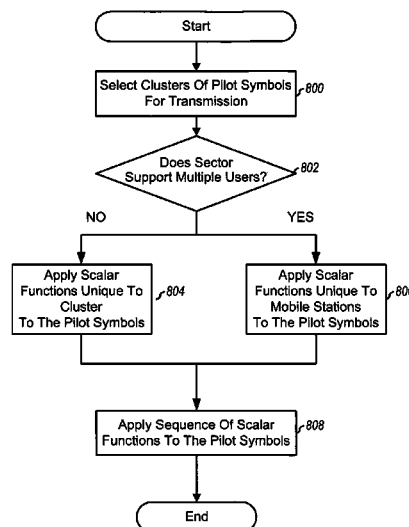 Start
Select Clusters Of Pilot Symbols
For Transmission
800
Does Sector
Support Multiple Users?
802
NO
YES
Apply Scalar
Functions Unique To
Cluster
To The Pilot Symbols
804
Apply Scalar
Functions Unique To
Mobile Stations
To The Pilot Symbols
Apply Sequence Of Scalar
Functions To The Pilot Symbols
808
End